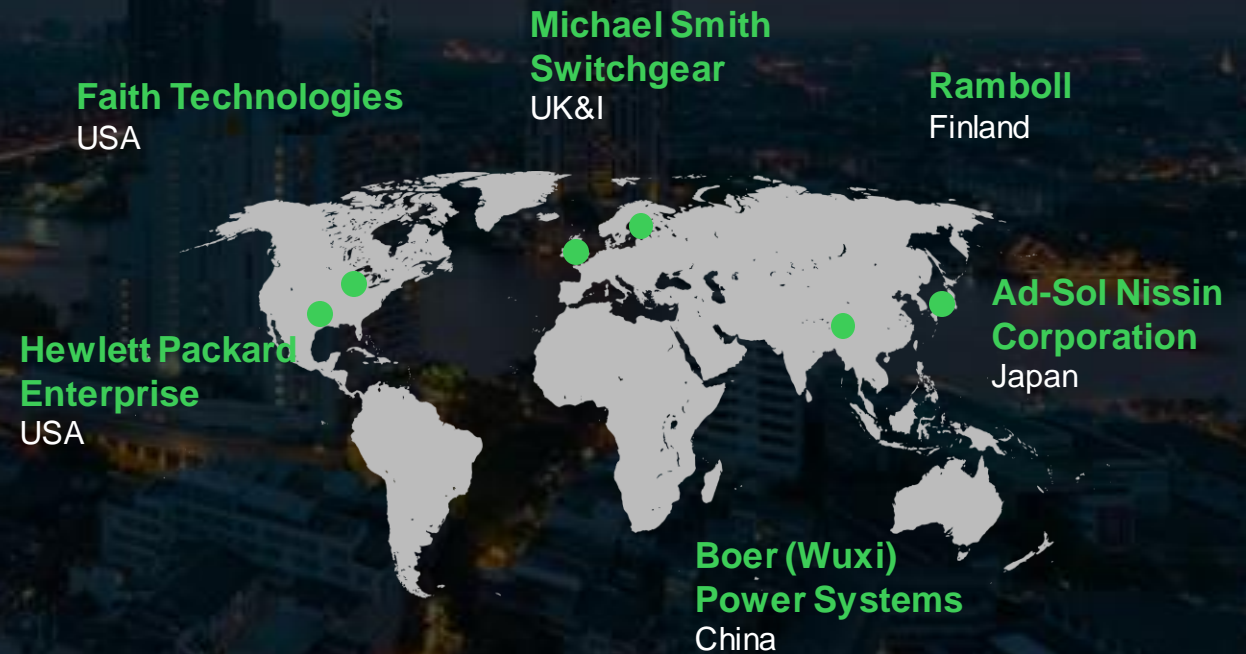 Michael Smith
Switchgear
UK&I
Faith Technologies
USA
Ramboll
Finland
Ad-Sol Nissin
Corporation
Japan
Hewlett Packard
Enterprise
USA
Boer (Wuxi)
Power Systems
China